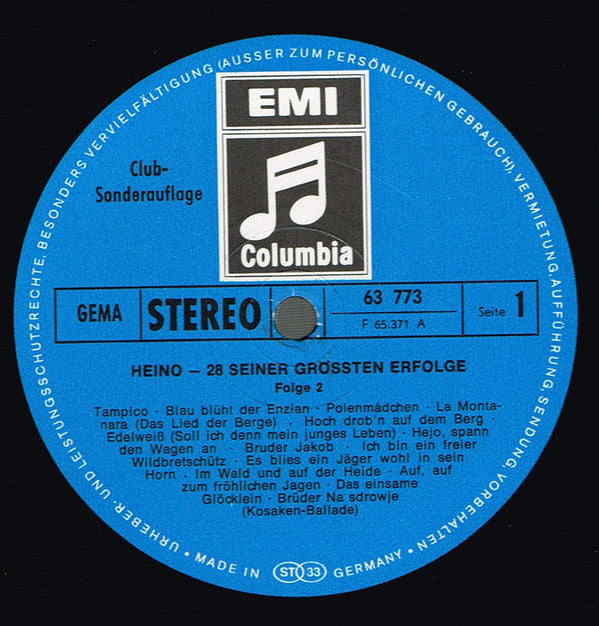 URHEBER- UND LEISTUNGSSCHUTZRECHTE, BESONDERS VERVIELFÄLTIGUNG (AUSSER ZUM PERSÖNLICHEN GEBRAUCH), VERMIETUNG, AUFFÜHRUNG, SENDUNG VORBEHALTEN
EMI
Club-
Sonderauflage
Columbia
GEMA
STEREO
63 773
F 65.371 A
Seite 1
HEINO – 28 SEINER GRÖSSTEN ERFOLGE
Folge 2
Tampico · Blau blüht der Enzian · Polenmädchen · La Monta-
nara (Das Lied der Berge) · Hoch drob'n auf dem Berg ·
Edelweiß (Soll ich denn mein junges Leben) · Hejo, spann
den Wagen an · Bruder Jakob · Ich bin ein freier
Wildbretschütz · Es blies ein Jäger wohl in sein
Horn · Im Wald und auf der Heide · Auf, auf
zum fröhlichen Jagen · Das einsame
Glöcklein · Brüder Na sdrowje
(Kosaken-Ballade)
• MADE IN ST 33 GERMANY •